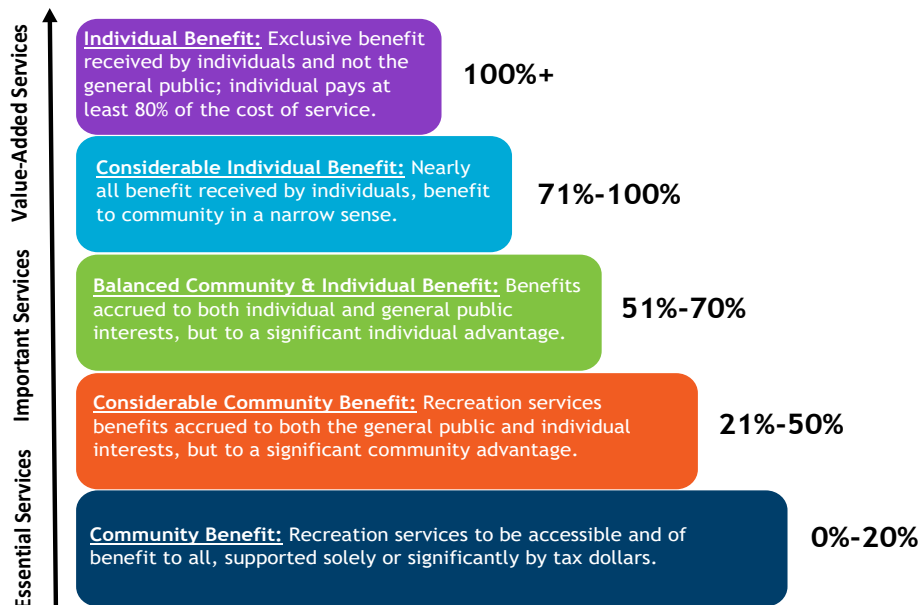 Value-Added Services
Important Services
Essential Services
Individual Benefit: Exclusive benefit
received by individuals and not the
general public; individual pays at
least 80% of the cost of service.
100%+
Considerable Individual Benefit: Nearly
all benefit received by individuals, benefit
to community in a narrow sense.
71%-100%
Balanced Community & Individual Benefit: Benefits
accrued to both individual and general public
interests, but to a significant individual advantage.
51%-70%
Considerable Community Benefit: Recreation services
benefits accrued to both the general public and individual
interests, but to a significant community advantage.
21%-50%
Community Benefit: Recreation services to be accessible and of
benefit to all, supported solely or significantly by tax dollars.
0%-20%